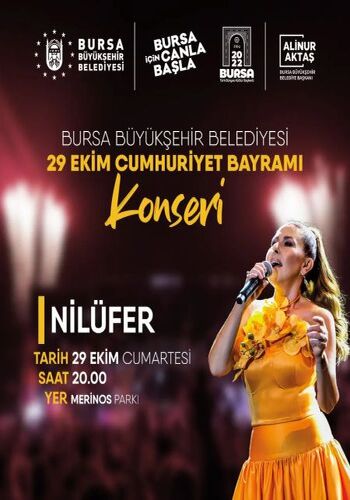 BURSA
BÜYÜKŞEHİR
BELEDİYESİ
BURSA
için CANLA
BAŞLA
2022
BURSA
ALİNUR
AKTAŞ
BURSA BÜYÜKŞEHİR
BELEDİYE BAŞKANI
BURSA BÜYÜKŞEHİR BELEDİYESİ
29 EKİM CUMHURİYET BAYRAMI
Konseri
NİLÜFER
TARİH 29 EKİM CUMARTESİ
SAAT 20.00
YER MERİNOS PARKI